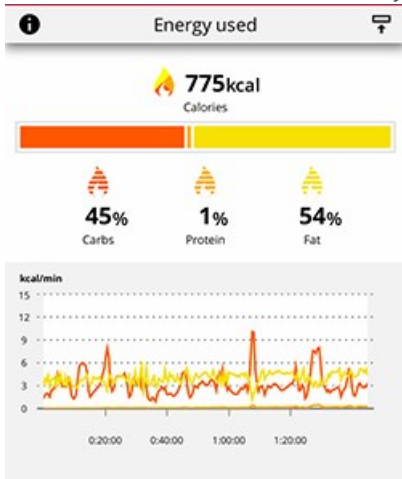 Energy used
775kcal
Calories
45% 1% 54%
Carbs Protein Fat
kcal/min
15
12
9
6
3
0
0:20:00 0:40:00 1:00:00 1:20:00